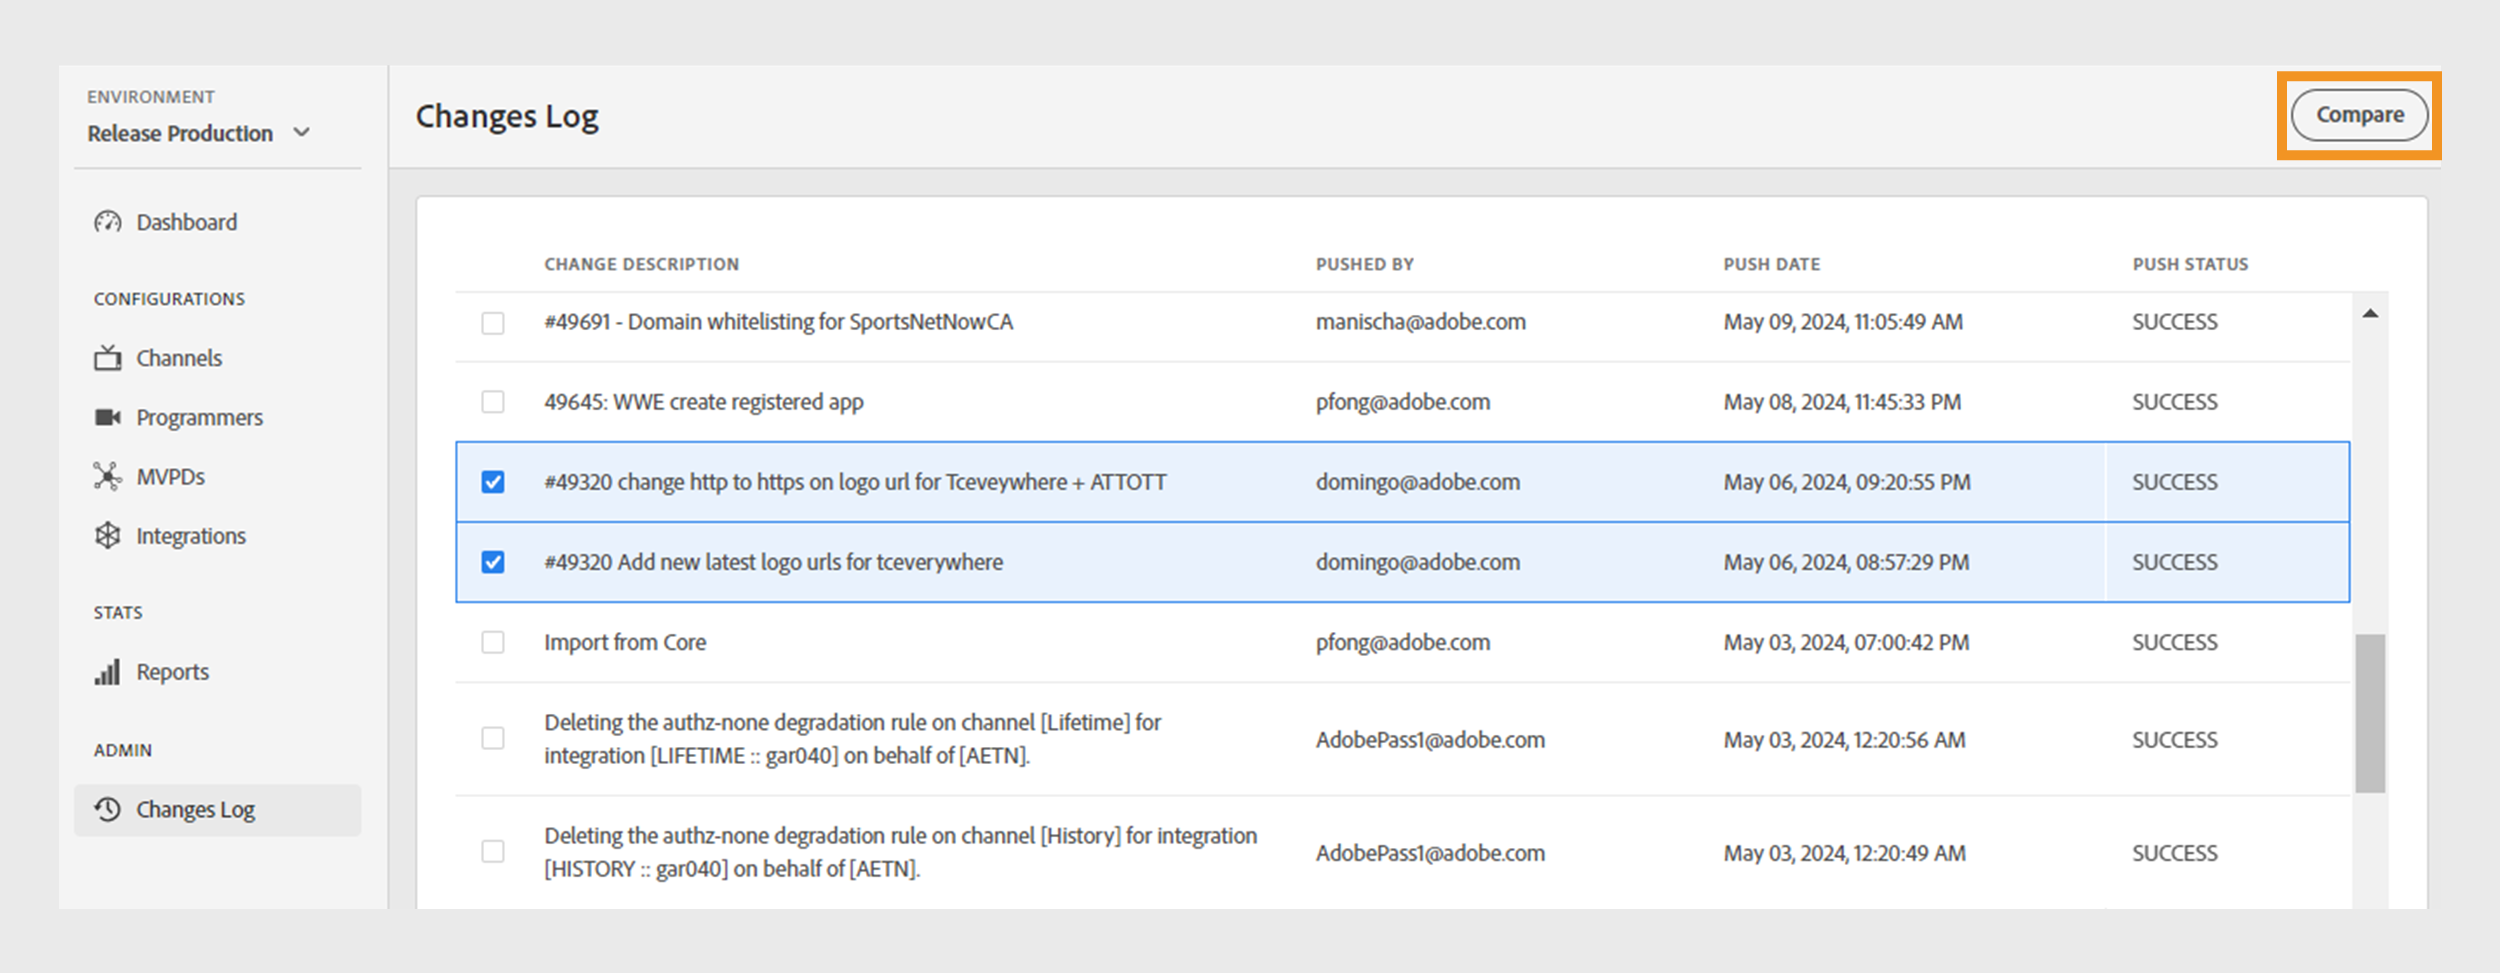 ENVIRONMENT
Release Production
Dashboard
CONFIGURATIONS
Channels
Programmers
MVPDs
Integrations
STATS
Reports
ADMIN
Changes Log
Changes Log
Compare
CHANGE DESCRIPTION PUSHED BY PUSH DATE PUSH STATUS
#49691 - Domain whitelisting for SportsNetNowCA manischa@adobe.com May 09, 2024, 11:05:49 AM SUCCESS
49645: WWE create registered app pfong@adobe.com May 08, 2024, 11:45:33 PM SUCCESS
#49320 change http to https on logo url for Tceveywhere + ATTOTT domingo@adobe.com May 06, 2024, 09:20:55 PM SUCCESS
#49320 Add new latest logo urls for tceverywhere domingo@adobe.com May 06, 2024, 08:57:29 PM SUCCESS
Import from Core pfong@adobe.com May 03, 2024, 07:00:42 PM SUCCESS
Deleting the authz-none degradation rule on channel [Lifetime] for
integration [LIFETIME :: gar040] on behalf of [AETN]. AdobePass1@adobe.com May 03, 2024, 12:20:56 AM SUCCESS
Deleting the authz-none degradation rule on channel [History] for integration
[HISTORY :: gar040] on behalf of [AETN]. AdobePass1@adobe.com May 03, 2024, 12:20:49 AM SUCCESS